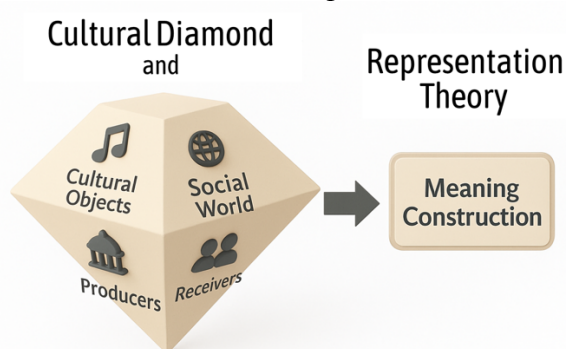 Cultural Diamond
and
Representation
Theory
Cultural
Objects
Social
World
Producers
Receivers
Meaning
Construction